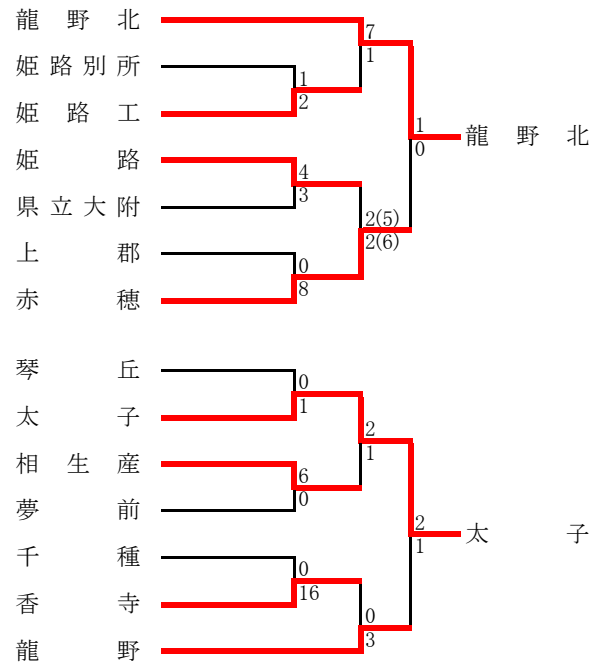 龍野北
7
姫路別所
1
1
姫路工
2
1
龍野北
姫路
4
0
県立大附
3
2(5)
上郡
0
2(6)
赤穂
8
琴丘
0
太子
1
2
相生産
6
1
夢前
0
2
太子
千種
0
1
香寺
16
0
龍野
3